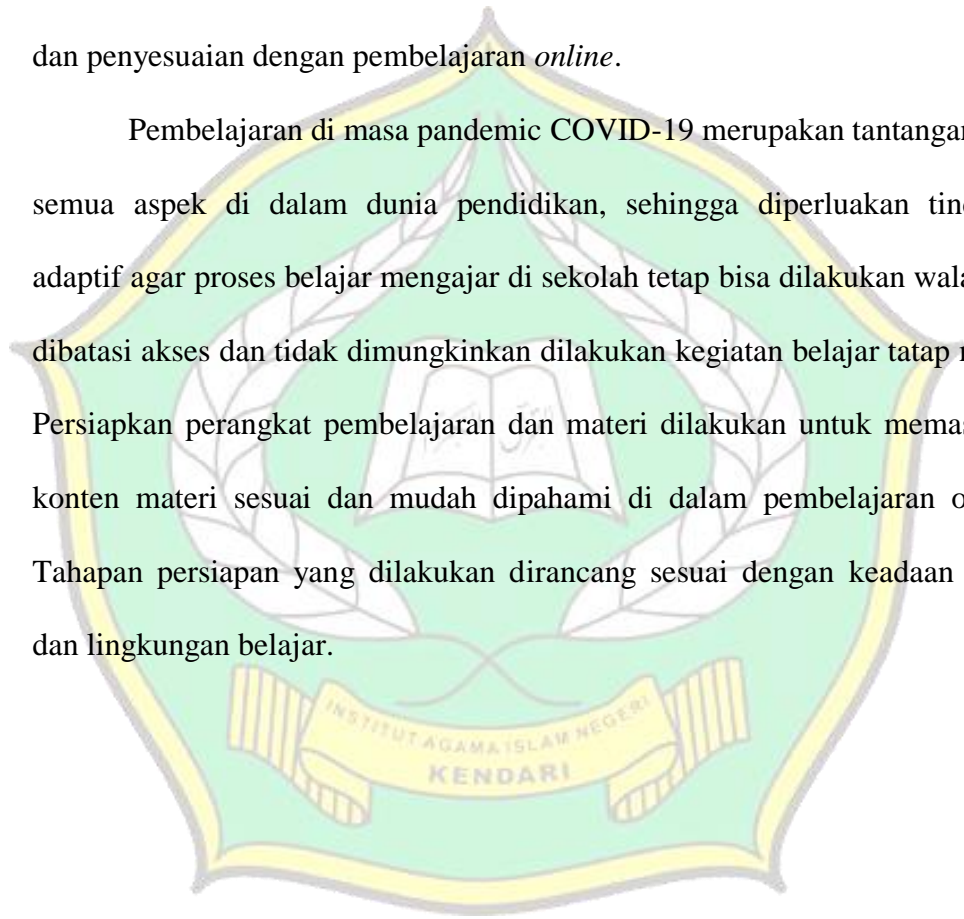 dan penyesuaian dengan pembelajaran online.
Pembelajaran di masa pandemic COVID-19 merupakan tantangan
semua aspek di dalam dunia pendidikan, sehingga diperluakan
adaptif agar proses belajar mengajar di sekolah tetap bisa dilakukan
dibatasi akses dan tidak dimungkinkan dilakukan kegiatan belajar tatap
Persiapkan perangkat pembelajaran dan materi dilakukan untuk
konten materi sesuai dan mudah dipahami di dalam pembelajaran
Tahapan persiapan yang dilakukan dirancang sesuai dengan keadaan
dan lingkungan belajar.
INSTITUT AGAMA ISLAM NEGERI
KENDARI